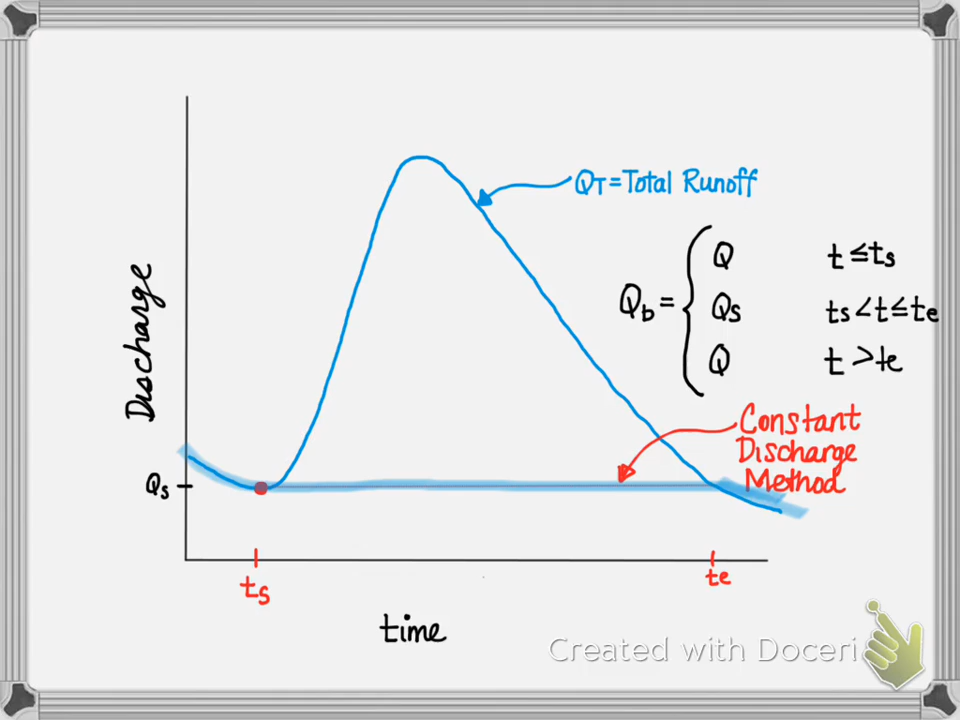 QT=Total Runoff
Qb = { Q t ≤ ts
Qs ts<t≤te
Q t >te
Discharge
Constant
Discharge
Method
Qs
ts
te
time
Created with Doceri